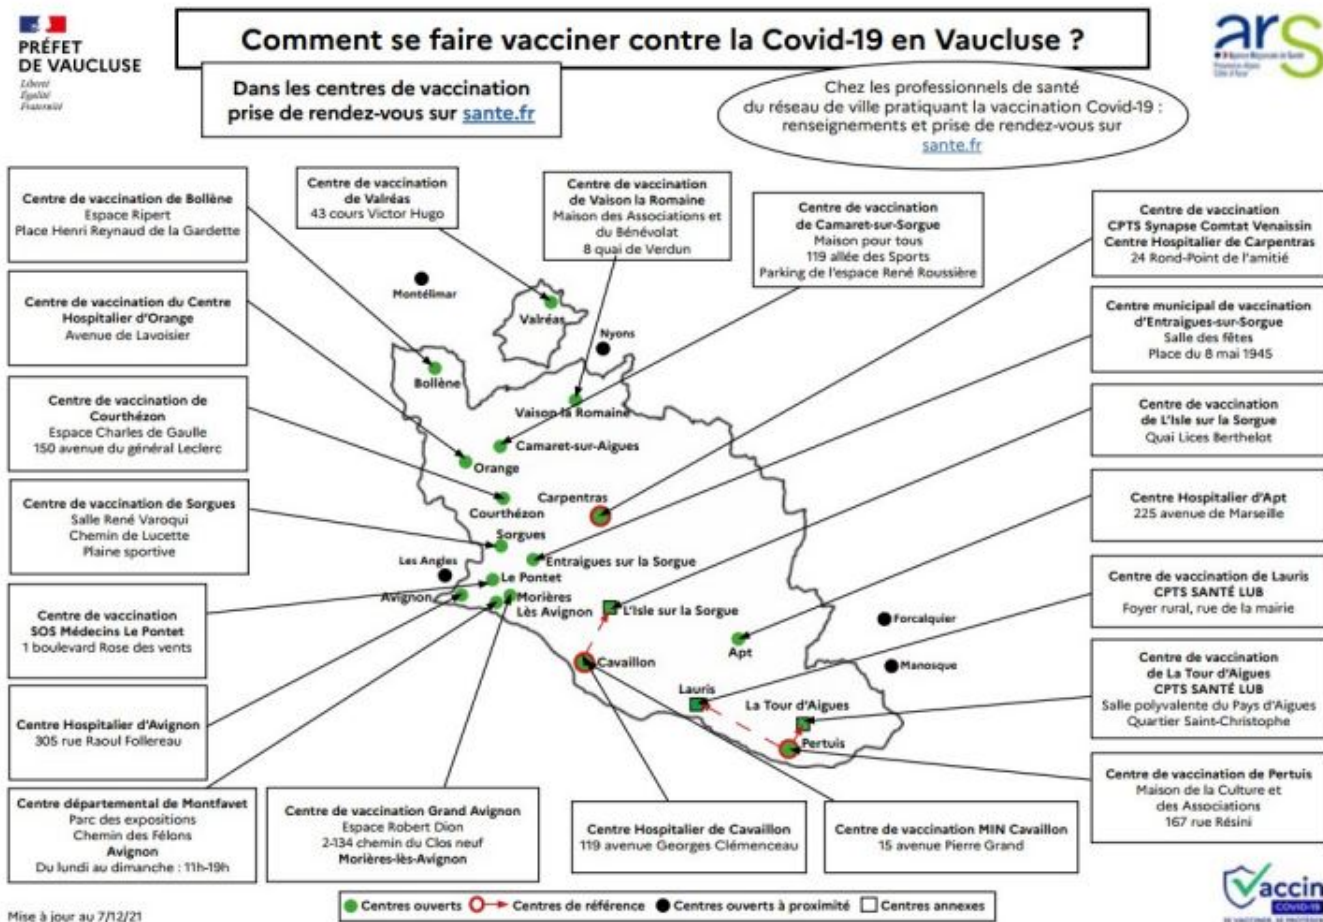 PRÉFET
DE VAUCLUSE
Liberté
Égalité
Fraternité
Comment se faire vacciner contre la Covid-19 en Vaucluse ?
ars
Agence Régionale de Santé
Provence-Alpes
Côte d'Azur
Dans les centres de vaccination
prise de rendez-vous sur sante.fr
Chez les professionnels de santé
du réseau de ville pratiquant la vaccination Covid-19 :
renseignements et prise de rendez-vous sur
sante.fr
Centre de vaccination de Bollène
Espace Ripert
Place Henri Reynaud de la Gardette
Centre de vaccination
de Valréas
43 cours Victor Hugo
Centre de vaccination
de Vaison la Romaine
Maison des Associations et
du Bénévolat
8 quai de Verdun
Centre de vaccination
de Camaret-sur-Sorgue
Maison pour tous
119 allée des Sports
Parking de l'espace René Roussière
Centre de vaccination
CPTS Synapse Comtat Venaissin
Centre Hospitalier de Carpentras
24 Rond-Point de l'amitié
Centre de vaccination du Centre
Hospitalier d'Orange
Avenue de Lavoisier
Centre municipal de vaccination
d'Entraigues-sur-Sorgue
Salle des fêtes
Place du 8 mai 1945
Centre de vaccination de
Courthézon
Espace Charles de Gaulle
150 avenue du général Leclerc
Centre de vaccination
de L'Isle sur la Sorgue
Quai Lices Berthelot
Centre de vaccination de Sorgues
Salle René Varoqui
Chemin de Lucette
Plaine sportive
Centre Hospitalier d'Apt
225 avenue de Marseille
Centre de vaccination
SOS Médecins Le Pontet
1 boulevard Rose des vents
Centre de vaccination de Lauris
CPTS SANTÉ LUB
Foyer rural, rue de la mairie
Centre Hospitalier d'Avignon
305 rue Raoul Follereau
Centre de vaccination
de La Tour d'Aigues
CPTS SANTÉ LUB
Salle polyvalente du Pays d'Aigues
Quartier Saint-Christophe
Centre départemental de Montfavet
Parc des expositions
Chemin des Félons
Avignon
Du lundi au dimanche : 11h-19h
Centre de vaccination Grand Avignon
Espace Robert Dion
2-134 chemin du Clos neuf
Morières-lès-Avignon
Centre Hospitalier de Cavaillon
119 avenue Georges Clémenceau
Centre de vaccination MIN Cavaillon
15 avenue Pierre Grand
Centre de vaccination de Pertuis
Maison de la Culture et
des Associations
167 rue Résini
Montélimar
Valréas
Nyons
Bollène
Vaison la Romaine
Camaret-sur-Aigues
Orange
Carpentras
Courthézon
Sorgues
Les Angles
Entraigues sur la Sorgue
Le Pontet
Avignon
Morières
Lès Avignon
L'Isle sur la Sorgue
Forcalquier
Apt
Cavaillon
Manosque
Lauris
La Tour d'Aigues
Pertuis
Centres ouverts
Centres de référence
Centres ouverts à proximité
Centres annexes
Mise à jour au 7/12/21
Vaccin
COVID-19